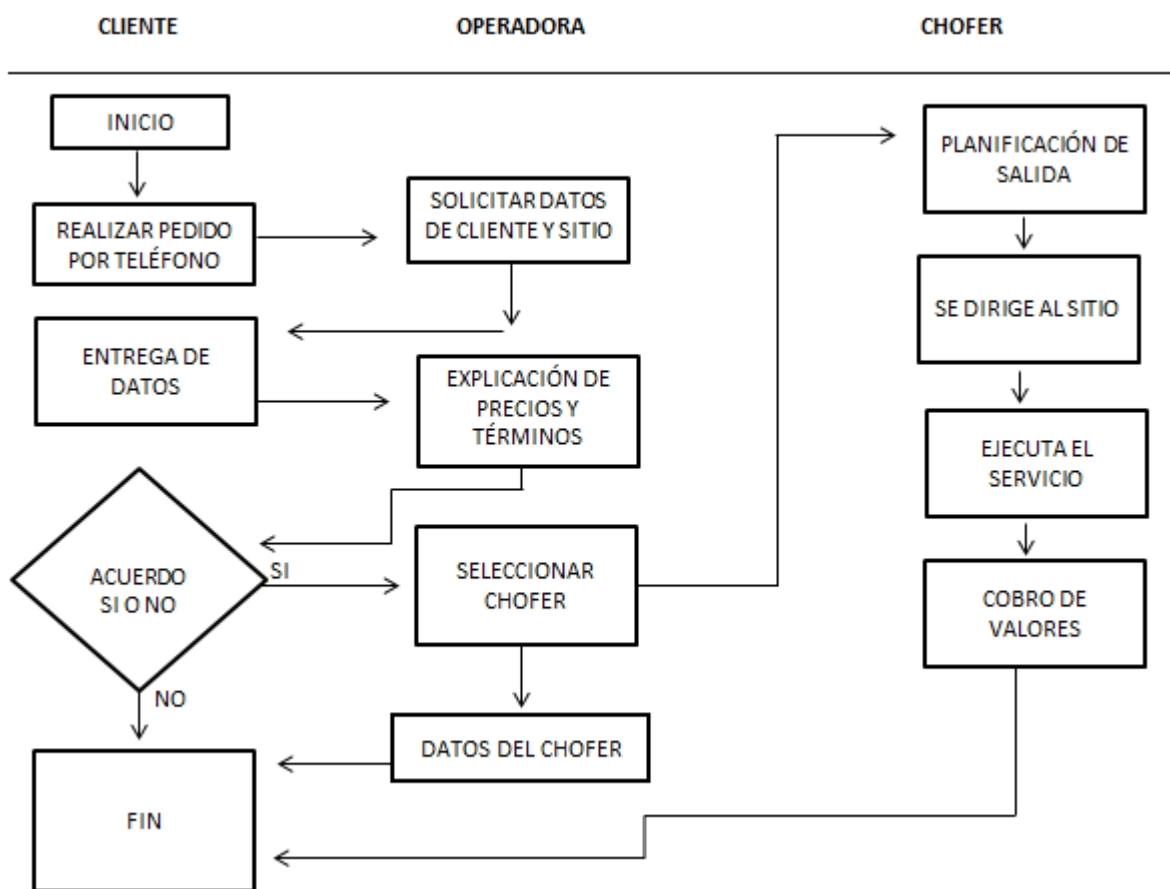 CLIENTE
OPERADORA
CHOFER
INICIO
REALIZAR PEDIDO
POR TELÉFONO
SOLICITAR DATOS
DE CLIENTE Y SITIO
ENTREGA DE
DATOS
EXPLICACIÓN DE
PRECIOS Y
TÉRMINOS
ACUERDO
SI O NO
SI
NO
SELECCIONAR
CHOFER
DATOS DEL CHOFER
FIN
PLANIFICACIÓN DE
SALIDA
SE DIRIGE AL SITIO
EJECUTA EL
SERVICIO
COBRO DE
VALORES